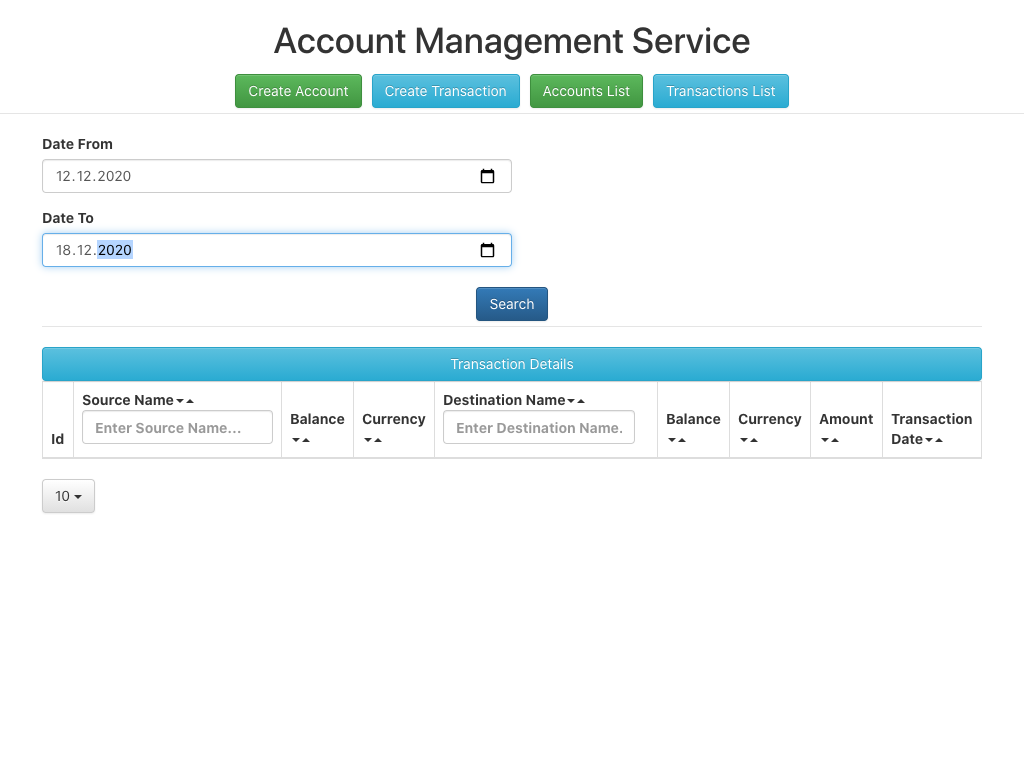 Account Management Service
Create Account Create Transaction Accounts List Transactions List
Date From
12.12.2020
Date To
18.12.2020
Search
Transaction Details
Id
Source Name
Enter Source Name...
Balance
Currency
Destination Name
Enter Destination Name.
Balance
Currency
Amount
Transaction
Date
10